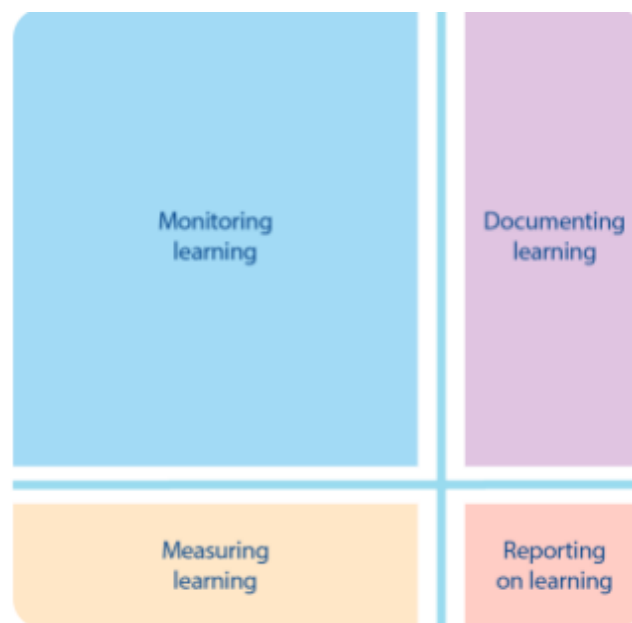 Monitoring
learning
Documenting
learning
Measuring
learning
Reporting
on learning